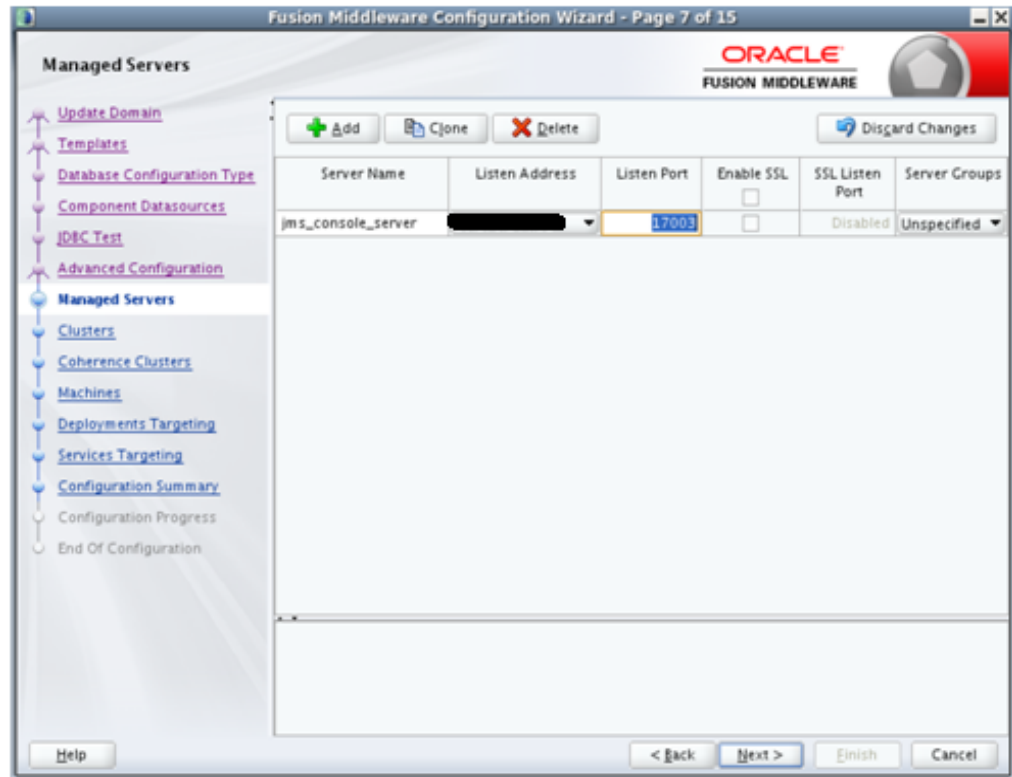 Fusion Middleware Configuration Wizard - Page 7 of 15
Managed Servers
ORACLE
FUSION MIDDLEWARE
Update Domain
Templates
Database Configuration Type
Component Datasources
JDBC Test
Advanced Configuration
Managed Servers
Clusters
Coherence Clusters
Machines
Deployments Targeting
Services Targeting
Configuration Summary
Configuration Progress
End Of Configuration
Add Clone Delete Discard Changes
Server Name Listen Address Listen Port Enable SSL SSL Listen Port Server Groups
jms_console_server 17003 Disabled Unspecified
Help < Back Next > Finish Cancel